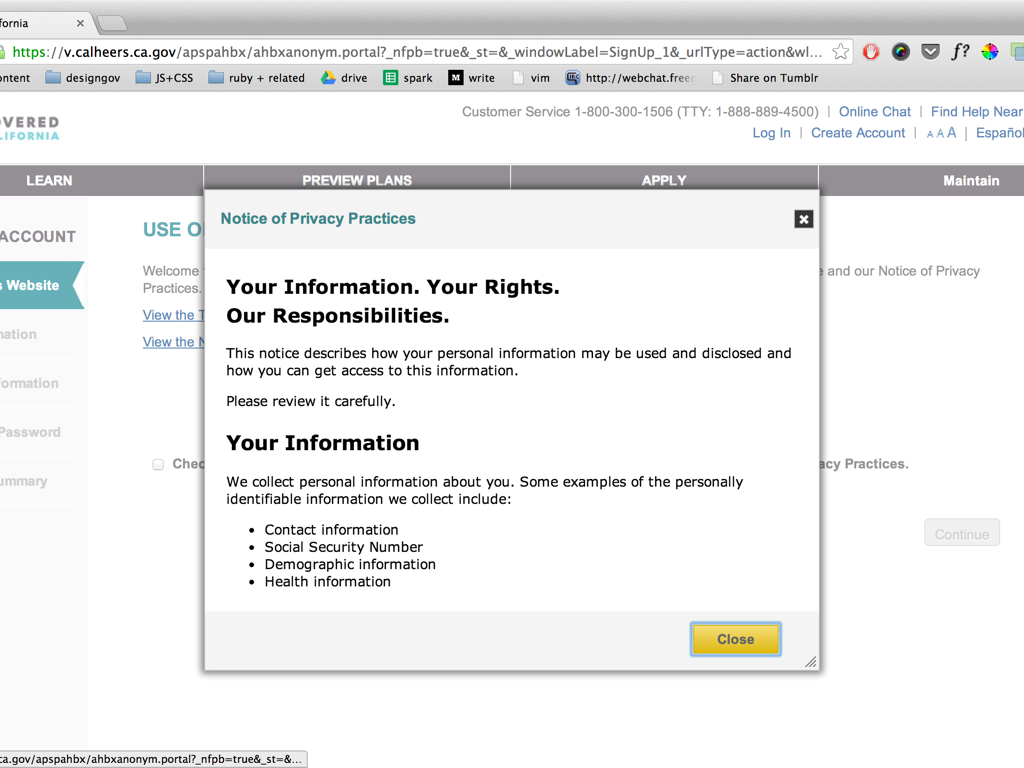 fornia
https://v.calheers.ca.gov/apspahbx/ahbxanonym.portal?_nfpb=true&_st=&_windowLabel=SignUp_1&_urlType=action&wl...
f?
ontent designgov JS+CSS ruby + related drive spark M write vim http://webchat.freen Share on Tumblr
VERED
LIFORNIA
Customer Service 1-800-300-1506 (TTY: 1-888-889-4500) | Online Chat | Find Help Near
Log In | Create Account | A A A | Español
LEARN PREVIEW PLANS APPLY Maintain
ACCOUNT
s Website
mation
formation
Password
ummary
USE O
Welcome
e and our Notice of Privacy
Practices.
View the T
View the N
Chec
acy Practices.
Continue
Notice of Privacy Practices
Your Information. Your Rights.
Our Responsibilities.
This notice describes how your personal information may be used and disclosed and
how you can get access to this information.
Please review it carefully.
Your Information
We collect personal information about you. Some examples of the personally
identifiable information we collect include:
• Contact information
• Social Security Number
• Demographic information
• Health information
Close
ca.gov/apspahbx/ahbxanonym.portal?_nfpb=true&_st=&...